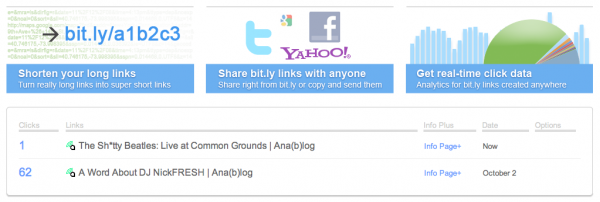 → bit.ly/a1b2c3
YAHOO!
Shorten your long links
Turn really long links into super short links
Share bit.ly links with anyone
Share right from bit.ly or copy and send them
Get real-time click data
Analytics for bit.ly links created anywhere
Clicks Links Info Plus Date Options
1 The Sh*tty Beatles: Live at Common Grounds | Ana(b)log Info Page+ Now
62 A Word About DJ NickFRESH | Ana(b)log Info Page+ October 2